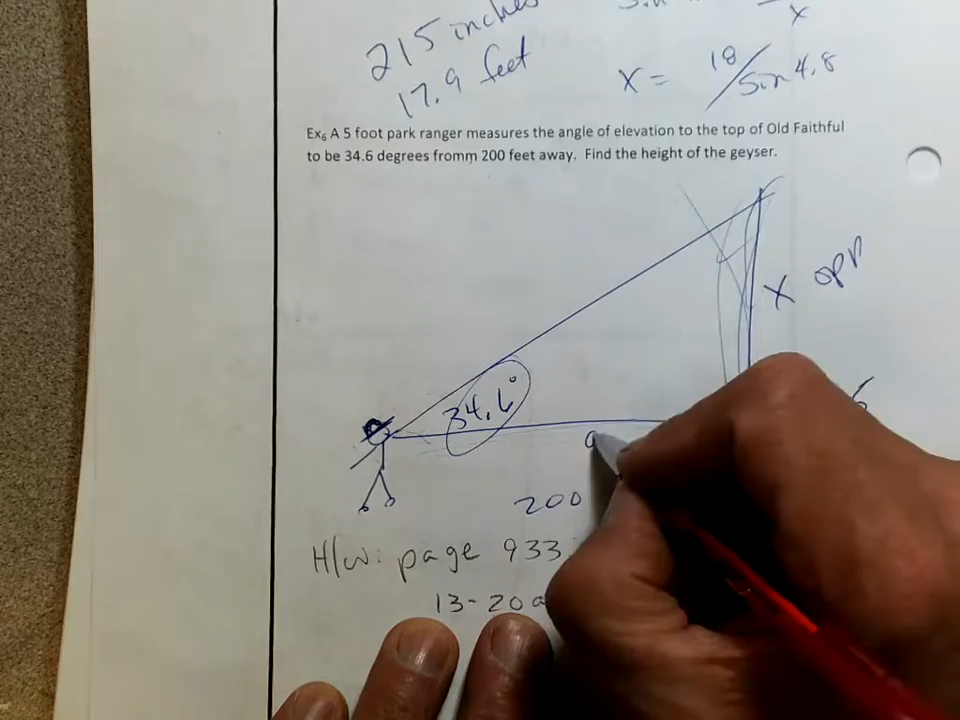 215 inches
17.9 feet
x
x = 18/sin 4.8
Ex6 A 5 foot park ranger measures the angle of elevation to the top of Old Faithful
to be 34.6 degrees fromm 200 feet away. Find the height of the geyser.
x opp
34.6°
a
200
H/w: page 933
13-20a